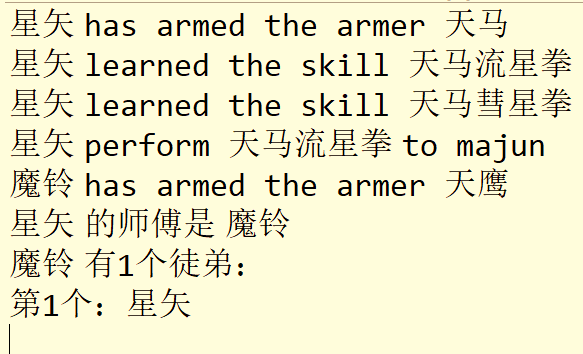 星矢 has armed the armer 天马
星矢 learned the skill 天马流星拳
星矢 learned the skill 天马彗星拳
星矢 perform 天马流星拳 to majun
魔铃 has armed the armer 天鹰
星矢 的师傅是 魔铃
魔铃 有1个徒弟：
第1个：星矢